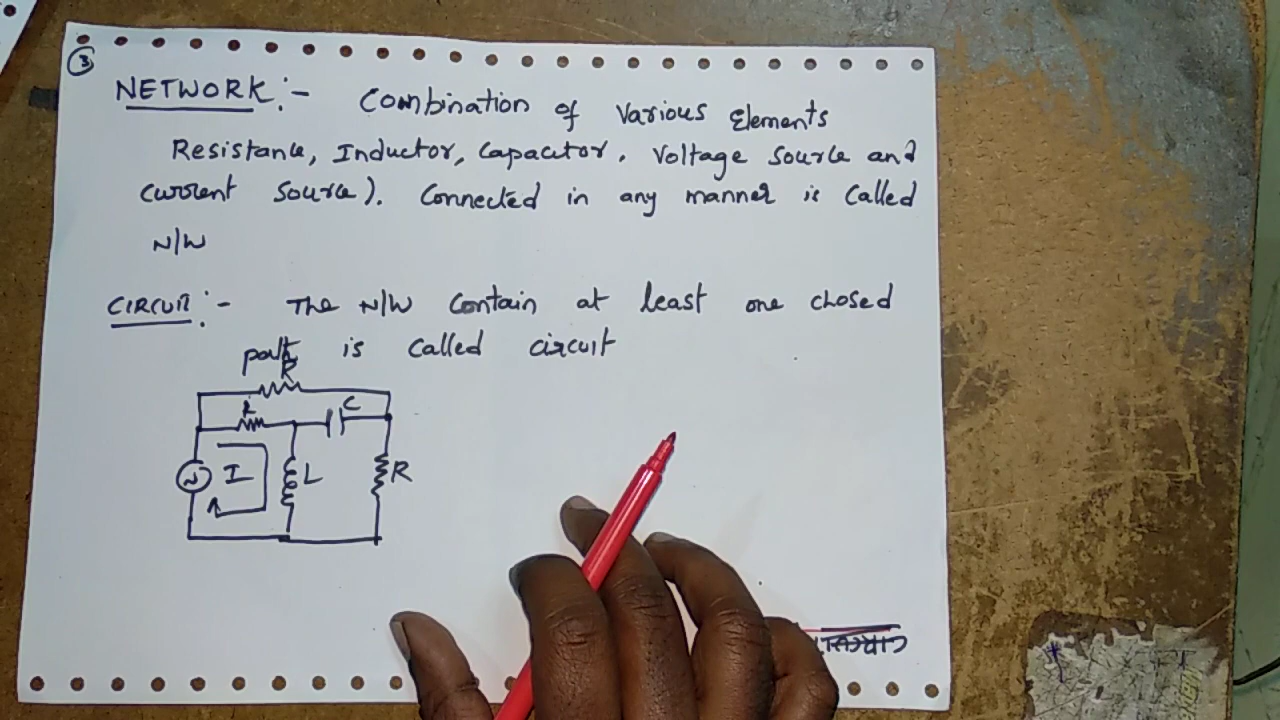 3
NETWORK :- Combination of various Elements
Resistance, Inductor, Capacitor, Voltage source and
current source). Connected in any manner is called
N/W
CIRCUIT :- The N/W contain at least one closed
path is called circuit
R
R
C
I
L
R